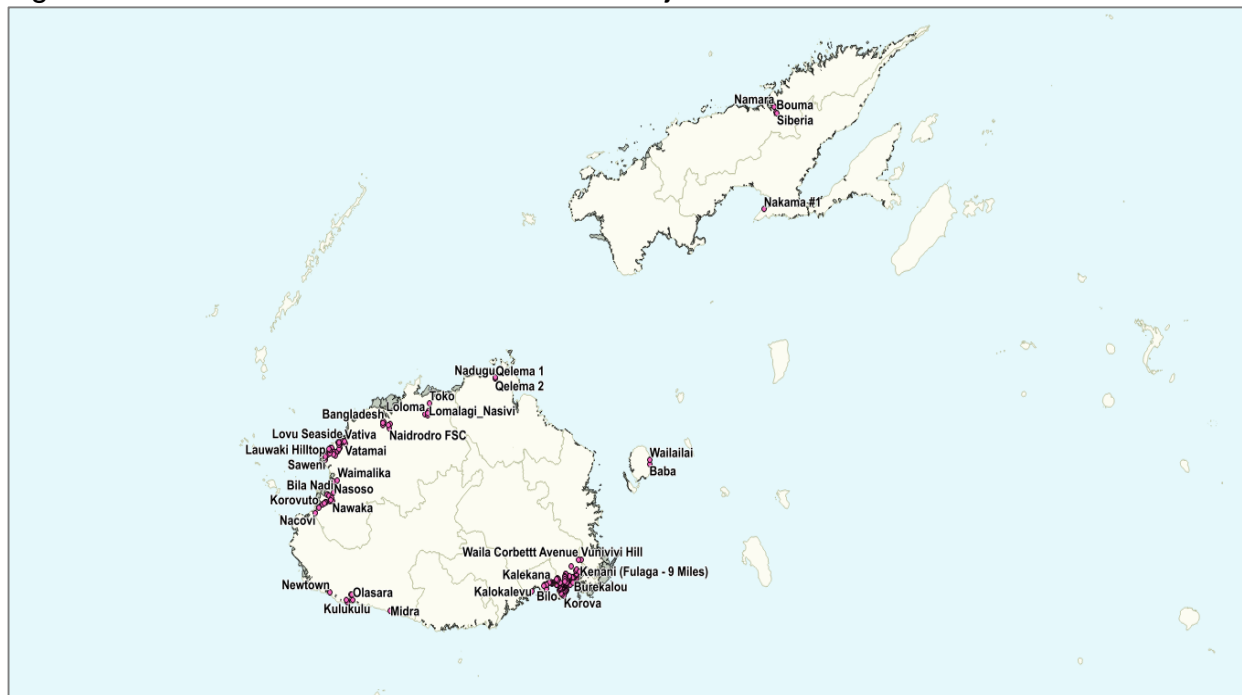 Namara
Bouma
Siberia
Nakama #1
Nadugu
Qelema 1
Qelema 2
Toko
Loloma
Lomalagi_Nasivi
Bangladesh
Naidrodro FSC
Lovu Seaside
Vativa
Lauwaki Hilltop
Vatamai
Saweni
Wailailai
Baba
Waimalika
Bila Nadi
Nasoso
Korovuto
Nawaka
Nacovi
Waila Corbettt Avenue
Vunivivi Hill
Kalekana
Kenani (Fulaga - 9 Miles)
Newtown
Olasara
Kalokalevu
Burekalou
Bilo
Korova
Kulukulu
Midra